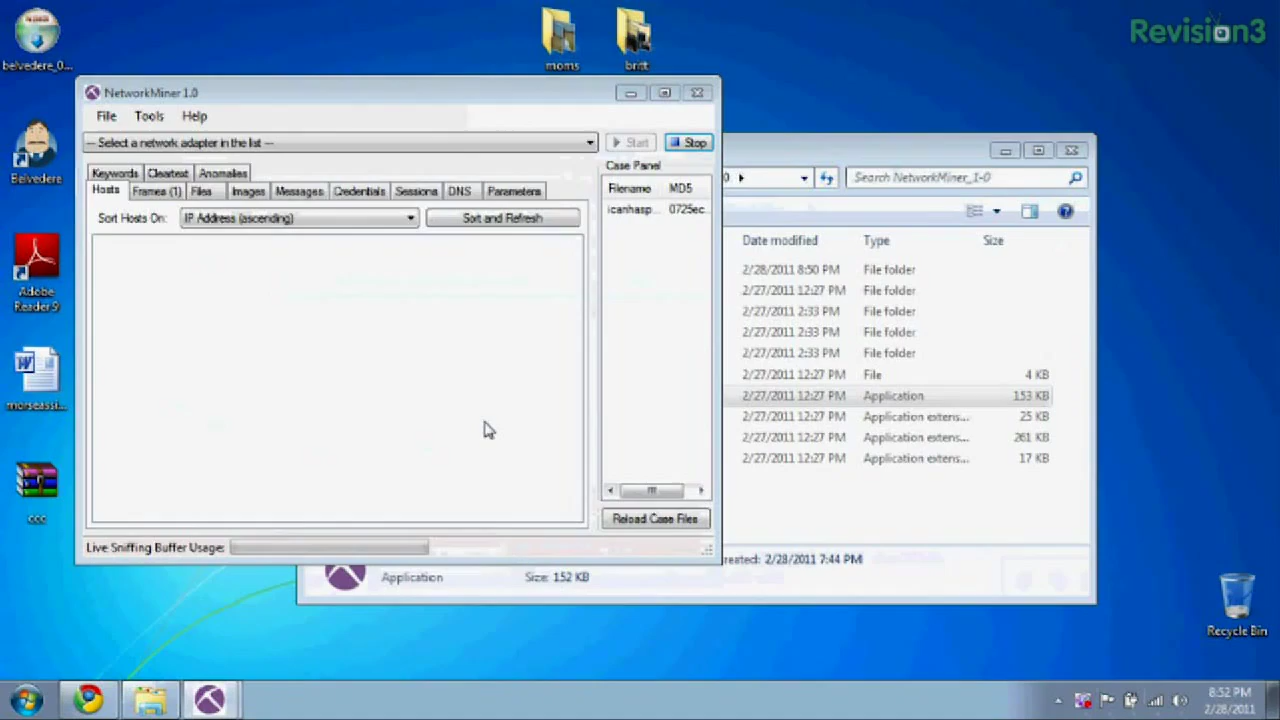 Revision3
belvedere_0...
moms
britt
NetworkMiner 1.0
File Tools Help
--- Select a network adapter in the list ---
Start
Stop
Keywords Cleartext Anomalies
Hosts Frames (1) Files Images Messages Credentials Sessions DNS Parameters
Sort Hosts On: IP Address (ascending) Sort and Refresh
Case Panel
Filename MD5
icanhasp... 0725ec...
Reload Case Files
Live Sniffing Buffer Usage:
Search NetworkMiner_1-0
Date modified Type Size
2/28/2011 8:50 PM File folder
2/27/2011 12:27 PM File folder
2/27/2011 2:33 PM File folder
2/27/2011 2:33 PM File folder
2/27/2011 2:33 PM File folder
2/27/2011 12:27 PM File 4 KB
2/27/2011 12:27 PM Application 153 KB
2/27/2011 12:27 PM Application extens... 25 KB
2/27/2011 12:27 PM Application extens... 261 KB
2/27/2011 12:27 PM Application extens... 17 KB
reated: 2/28/2011 7:44 PM
Application Size: 152 KB
Belvedere
Adobe
Reader 9
morseassi...
ccc
Recycle Bin
8:52 PM
2/28/2011